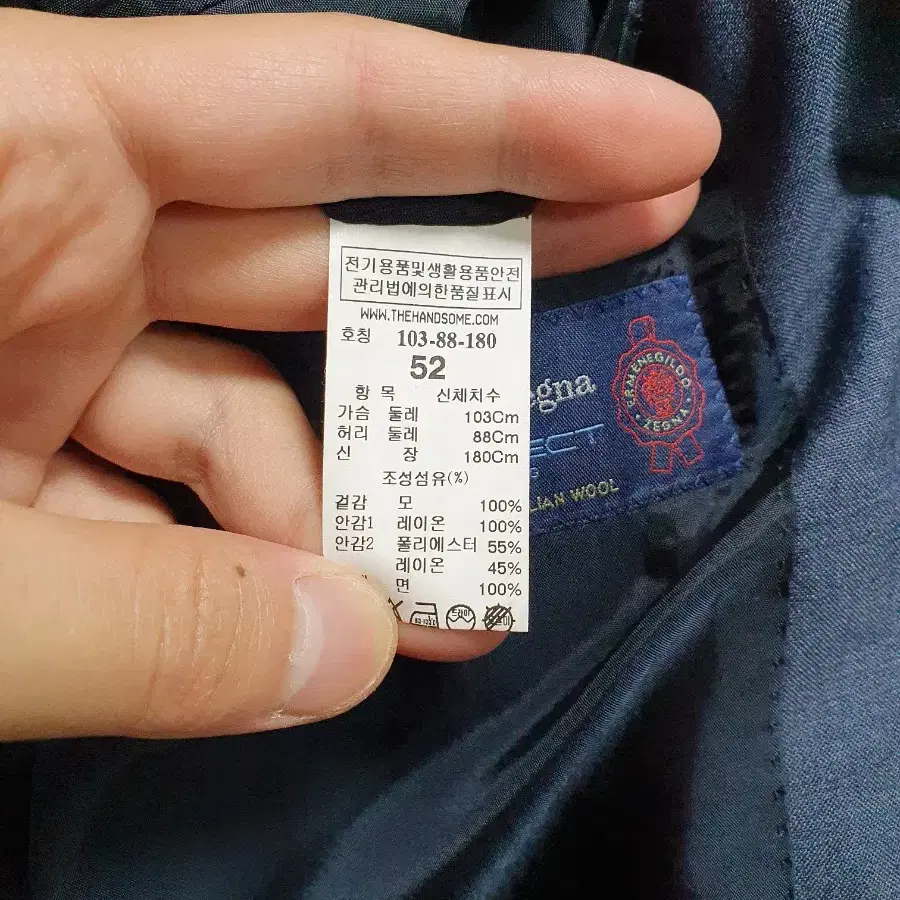 전기용품및생활용품안전
관리법에의한품질표시
WWW.THEHANDSOME.COM
호칭 103-88-180
52
항 목 신체치수
가슴 둘레 103Cm
허리 둘레 88Cm
신 장 180Cm
조성섬유(%)
겉감 모 100%
안감1 레이온 100%
안감2 폴리에스터 55%
레이온 45%
면 100%
드라이
ERMENEGILDO
ZEGNA
WOOL